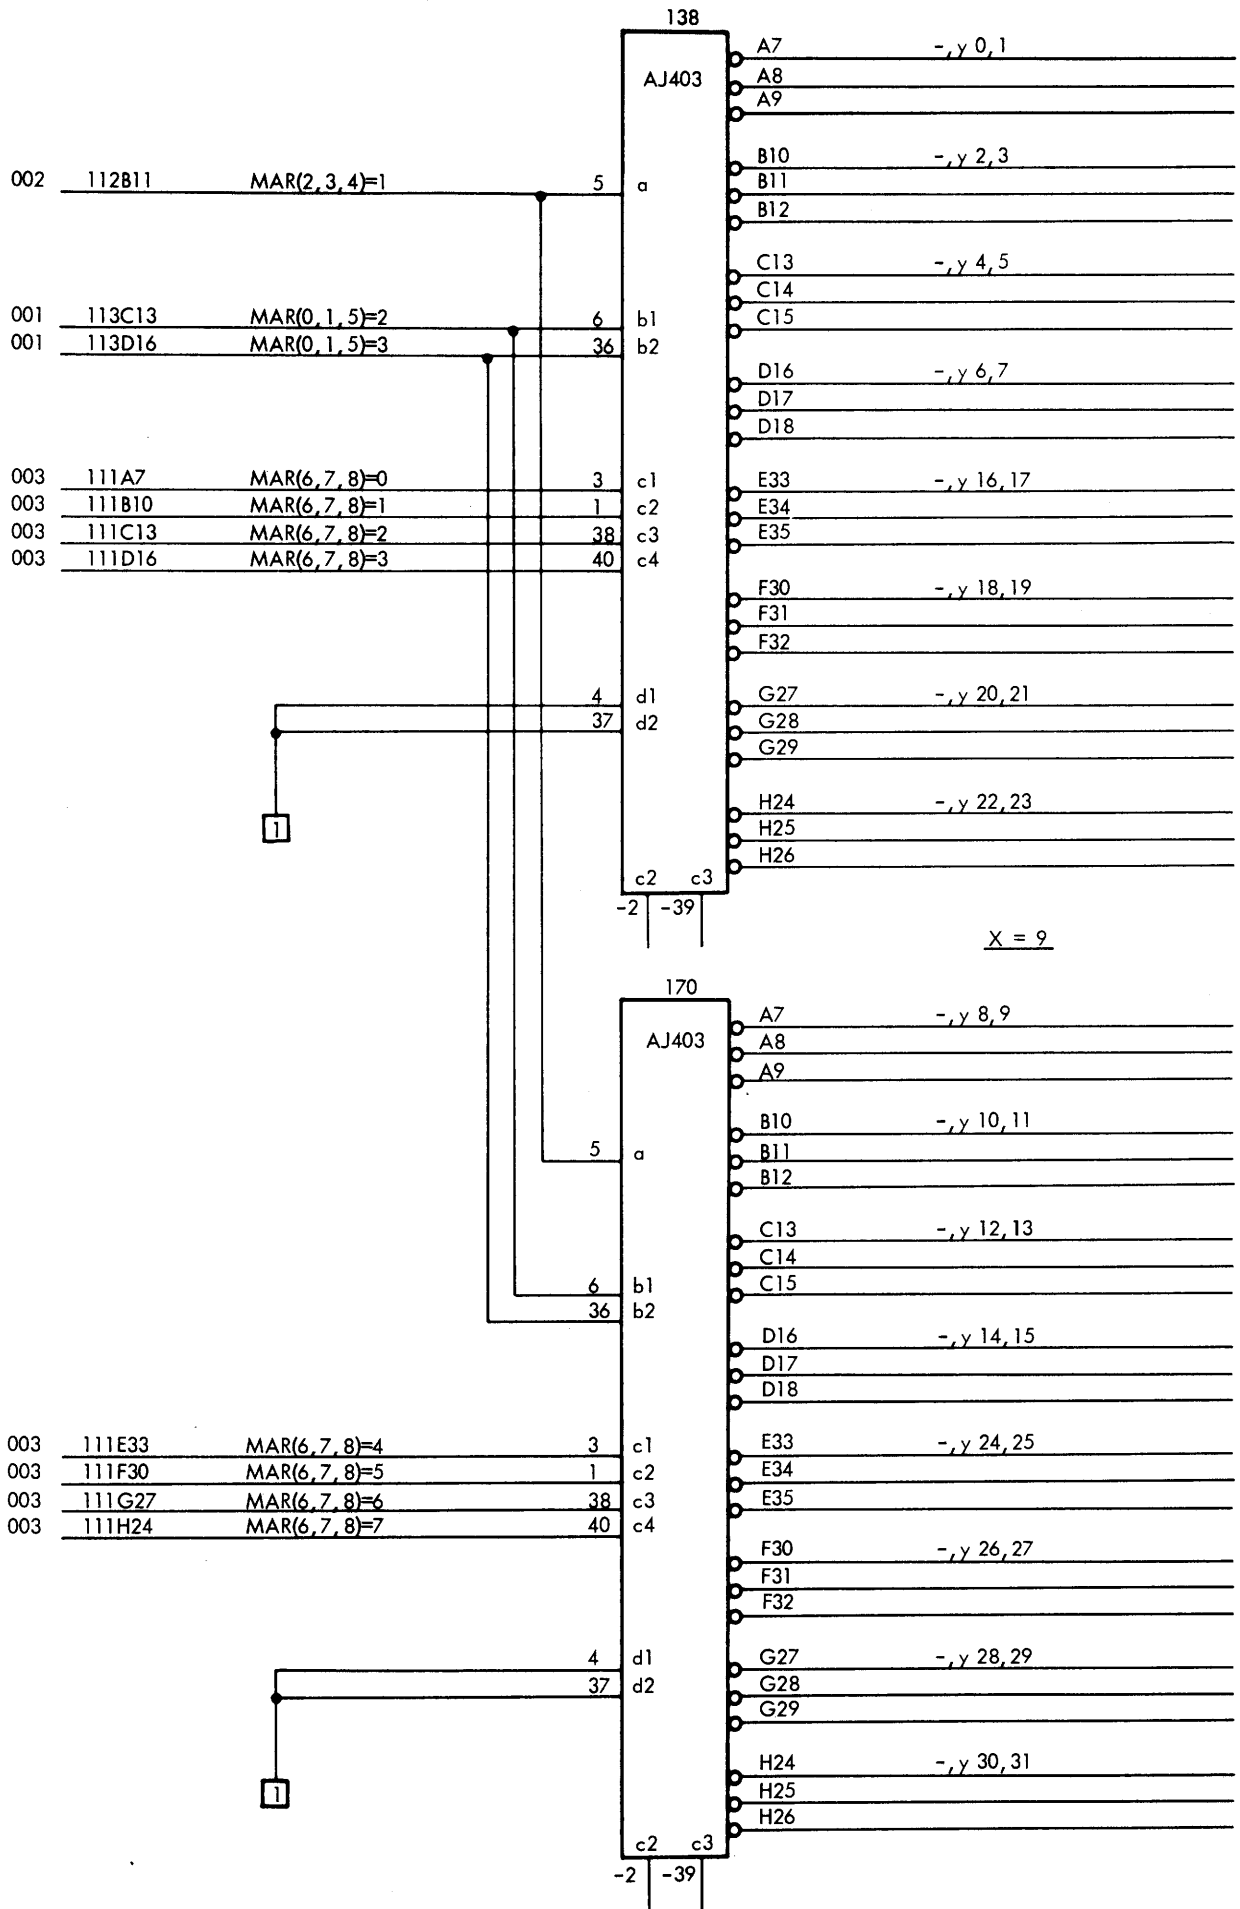 138
AJ403
A7 -, y 0, 1
A8
A9
B10 -, y 2, 3
002 112B11 MAR(2, 3, 4)=1 5 a
B11
B12
C13 -, y 4, 5
C14
001 113C13 MAR(0, 1, 5)=2 6 b1
C15
001 113D16 MAR(0, 1, 5)=3 36 b2
D16 -, y 6, 7
D17
D18
003 111A7 MAR(6, 7, 8)=0 3 c1
E33 -, y 16, 17
003 111B10 MAR(6, 7, 8)=1 1 c2
E34
003 111C13 MAR(6, 7, 8)=2 38 c3
E35
003 111D16 MAR(6, 7, 8)=3 40 c4
F30 -, y 18, 19
F31
F32
4 d1
G27 -, y 20, 21
37 d2
G28
G29
H24 -, y 22, 23
1
H25
H26
c2 c3
-2 -39
X = 9
170
AJ403
A7 -, y 8, 9
A8
A9
B10 -, y 10, 11
5 a
B11
B12
C13 -, y 12, 13
C14
6 b1
C15
36 b2
D16 -, y 14, 15
D17
D18
003 111E33 MAR(6, 7, 8)=4 3 c1
E33 -, y 24, 25
003 111F30 MAR(6, 7, 8)=5 1 c2
E34
003 111G27 MAR(6, 7, 8)=6 38 c3
E35
003 111H24 MAR(6, 7, 8)=7 40 c4
F30 -, y 26, 27
F31
F32
4 d1
G27 -, y 28, 29
37 d2
G28
G29
H24 -, y 30, 31
1
H25
H26
c2 c3
-2 -39